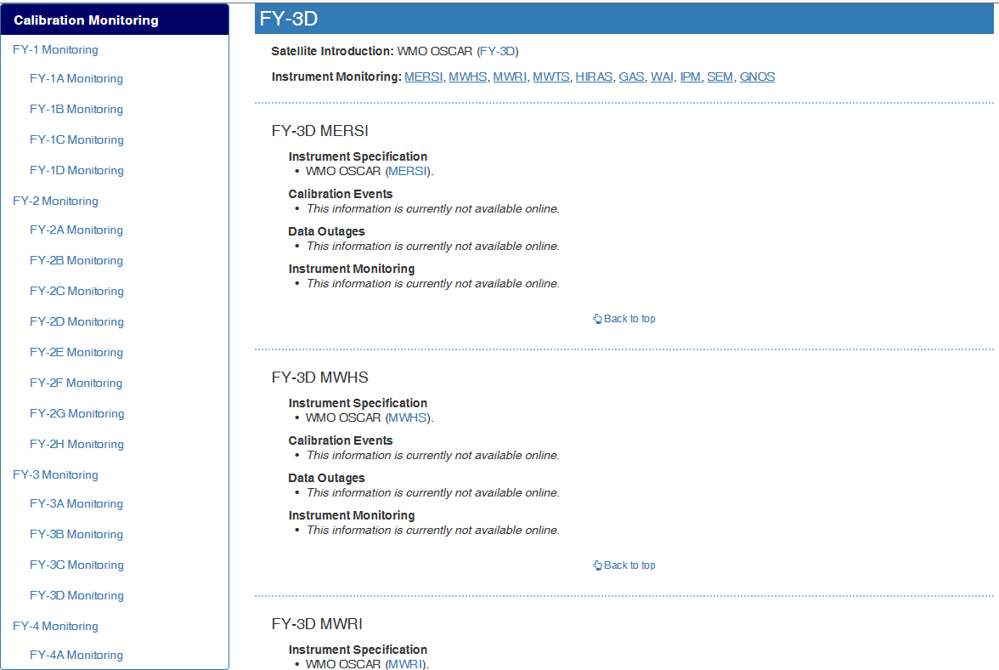 Calibration Monitoring
FY-1 Monitoring
FY-1A Monitoring
FY-1B Monitoring
FY-1C Monitoring
FY-1D Monitoring
FY-2 Monitoring
FY-2A Monitoring
FY-2B Monitoring
FY-2C Monitoring
FY-2D Monitoring
FY-2E Monitoring
FY-2F Monitoring
FY-2G Monitoring
FY-2H Monitoring
FY-3 Monitoring
FY-3A Monitoring
FY-3B Monitoring
FY-3C Monitoring
FY-3D Monitoring
FY-4 Monitoring
FY-4A Monitoring
FY-3D
Satellite Introduction: WMO OSCAR (FY-3D)
Instrument Monitoring: MERSI, MWHS, MWRI, MWTS, HIRAS, GAS, WAI, IPM, SEM, GNOS
FY-3D MERSI
Instrument Specification
• WMO OSCAR (MERSI).
Calibration Events
• This information is currently not available online.
Data Outages
• This information is currently not available online.
Instrument Monitoring
• This information is currently not available online.
Back to top
FY-3D MWHS
Instrument Specification
• WMO OSCAR (MWHS).
Calibration Events
• This information is currently not available online.
Data Outages
• This information is currently not available online.
Instrument Monitoring
• This information is currently not available online.
Back to top
FY-3D MWRI
Instrument Specification
• WMO OSCAR (MWRI).